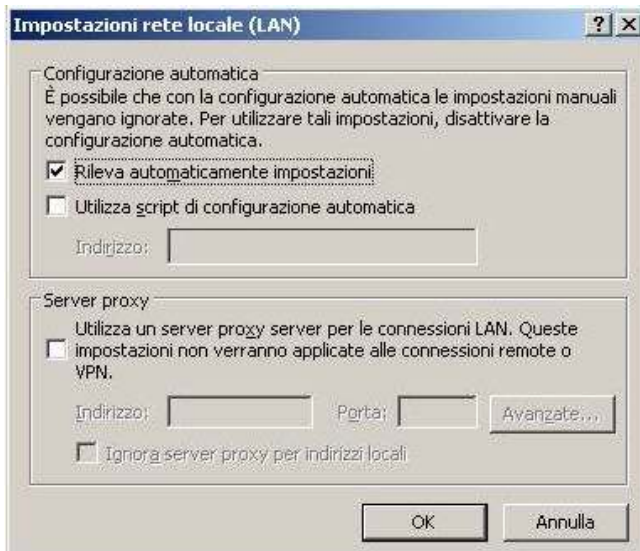 Impostazioni rete locale (LAN)
Configurazione automatica
È possibile che con la configurazione automatica le impostazioni manuali
vengano ignorate. Per utilizzare tali impostazioni, disattivare la
configurazione automatica.
Rileva automaticamente impostazioni
Utilizza script di configurazione automatica
Indirizzo:
Server proxy
Utilizza un server proxy server per le connessioni LAN. Queste
impostazioni non verranno applicate alle connessioni remote o
VPN.
Indirizzo: Porta: Avanzate...
Ignora server proxy per indirizzi locali
OK Annulla